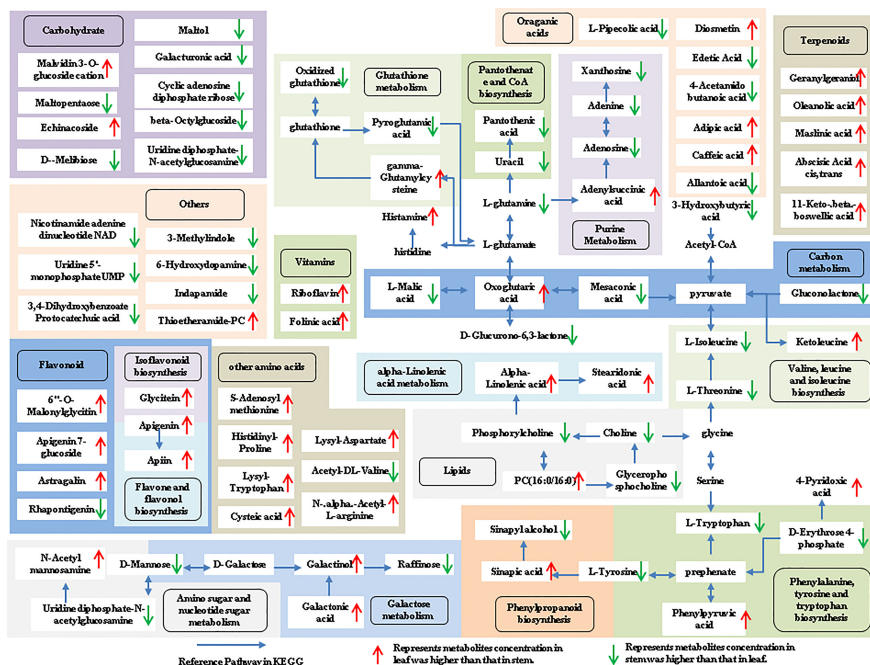 Carbohydrate
Malvidin 3-O-
glucoside cation
Maltopentaose
Echinacoside
D--Melibiose
Maltol
Galacturonic acid
Cyclic adenosine
diphosphate ribose
beta-Octylglucoside
Uridine diphosphate-
N-acetylglucosamine
Oxidized
glutathione
Glutathione
metabolism
glutathione
Pyroglutamic
acid
gamma-
Glutamylcy
steine
Histamine
histidine
Pantothenat
e and CoA
biosynthesis
Pantothenic
acid
Uracil
L-glutamine
L-glutamate
Xanthosine
Adenine
Adenosine
Adenylsuccinic
acid
Purine
Metabolism
Oraganic
acids
L-Pipecolic acid
Diosmetin
Edetic Acid
4-Acetamido
butanoic acid
Adipic acid
Caffeic acid
Allantoic acid
3-Hydroxybutyric
acid
Acetyl-CoA
Terpenoids
Geranylgeraniol
Oleanolic acid
Maslinic acid
Abscisic Acid
cis,trans
11-Keto-.beta.-
boswellic acid
Others
Nicotinamide adenine
dinucleotide NAD
Uridine 5'-
monophosphate UMP
3,4-Dihydroxybenzoate
Protocatechuic acid
3-Methylindole
6-Hydroxydopamine
Indapamide
Thioetheramide-PC
Vitamins
Riboflavin
Folinic acid
L-Malic
acid
Oxoglutaric
acid
Mesaconic
acid
pyruvate
Carbon
metabolism
Gluconolactone
D-Glucurono-6,3-lactone
L-Isoleucine
Ketoleucine
L-Threonine
Valine, leucine
and isoleucine
biosynthesis
Flavonoid
6"-O-
Malonylglycitin
Apigenin 7-
glucoside
Astragalin
Rhapontigenin
Isoflavonoid
biosynthesis
Glycitein
Apigenin
Apiin
Flavone and
flavonol
biosynthesis
other amino acids
S-Adenosyl
methionine
Histidinyl-
Proline
Lysyl-
Tryptophan
Cysteic acid
Lysyl-Aspartate
Acetyl-DL-Valine
N-.alpha.-Acetyl-
L-arginine
alpha-Linolenic
acid metabolism
Alpha-
Linolenic acid
Stearidonic
acid
Phosphorylcholine
Choline
glycine
Lipids
PC(16:0/16:0)
Glyceropho
sphocholine
Serine
L-Tryptophan
4-Pyridoxic
acid
D-Erythrose 4-
phosphate
Sinapyl alcohol
Sinapic acid
L-Tyrosine
prephenate
Phenylpropanoid
biosynthesis
Phenylpyruvic
acid
Phenylalanine,
tyrosine and
tryptophan
biosynthesis
N-Acetyl
mannosamine
D-Mannose
D-Galactose
Galactinol
Raffinose
Uridine diphosphate-N-
acetylglucosamine
Amino sugar and
nucleotide sugar
metabolism
Galactonic
acid
Galactose
metabolism
Reference Pathway in KEGG
Represents metabolites concentration in
leaf was higher than that in stem.
Represents metabolites concentration in
stem was higher than that in leaf.